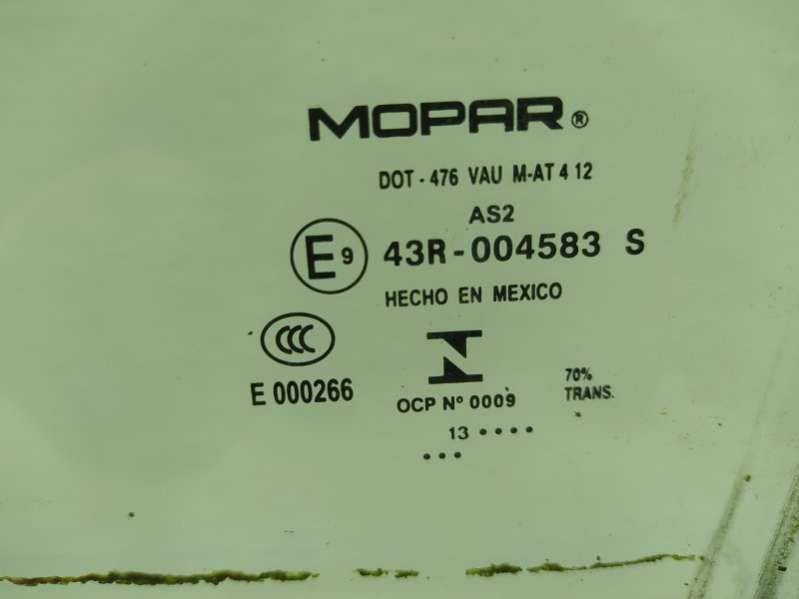 MOPAR®
DOT - 476 VAU M-AT 4 12
AS2
E9 43R - 004583 S
HECHO EN MEXICO
CCC
E 000266
OCP Nº 0009
70%
TRANS.
13 ••••
•••